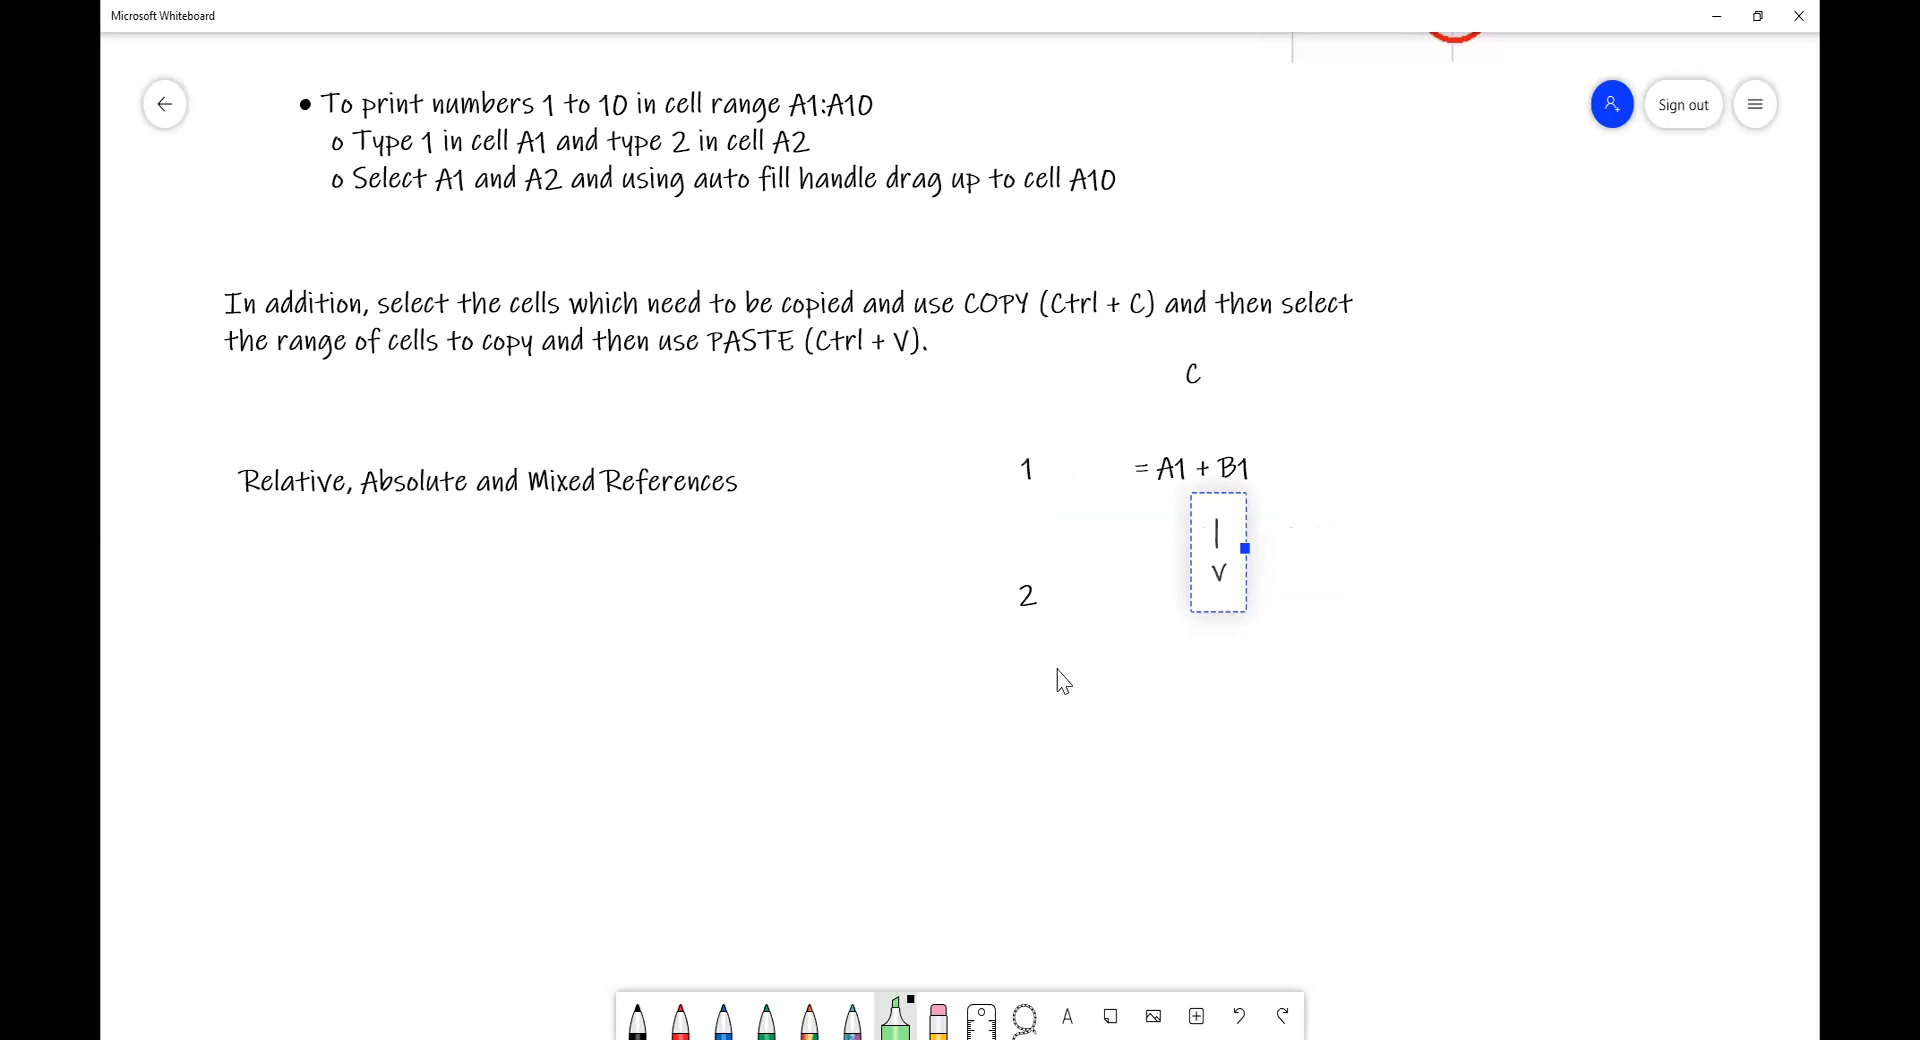 Microsoft Whiteboard
Sign out
• To print numbers 1 to 10 in cell range A1:A10
o Type 1 in cell A1 and type 2 in cell A2
o Select A1 and A2 and using auto fill handle drag up to cell A10
In addition, select the cells which need to be copied and use COPY (Ctrl + C) and then select
the range of cells to copy and then use PASTE (Ctrl + V).
C
Relative, Absolute and Mixed References
1 = A1 + B1
|
v
2
A